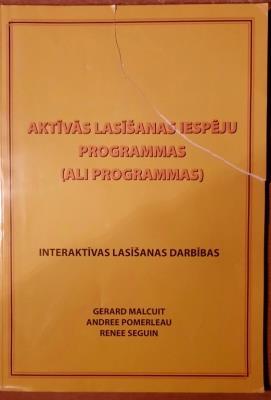 AKTĪVĀS LASĪŠANAS IESPĒJU
PROGRAMMAS
(ALI PROGRAMMAS)
INTERAKTĪVAS LASĪŠANAS DARBĪBAS
GERARD MALCUIT
ANDREE POMERLEAU
RENEE SEGUIN